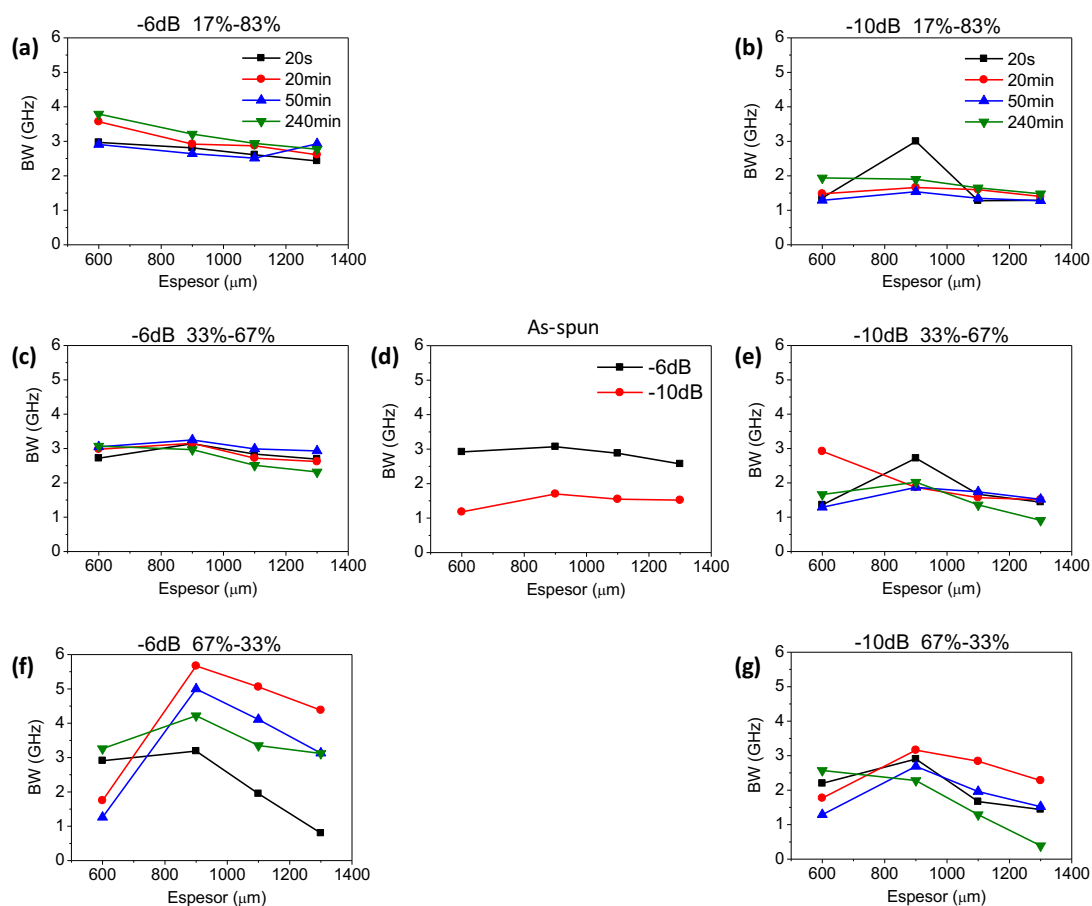 -6dB 17%-83%
(a)
6
5
4
3
2
1
0
BW (GHz)
20s
20min
50min
240min
600 800 1000 1200 1400
Espesor (μm)
-10dB 17%-83%
(b)
6
5
4
3
2
1
0
BW (GHz)
20s
20min
50min
240min
600 800 1000 1200 1400
Espesor (μm)
-6dB 33%-67%
(c)
6
5
4
3
2
1
0
BW (GHz)
600 800 1000 1200 1400
Espesor (μm)
As-spun
(d)
6
5
4
3
2
1
0
BW (GHz)
-6dB
-10dB
600 800 1000 1200 1400
Espesor (μm)
-10dB 33%-67%
(e)
6
5
4
3
2
1
0
BW (GHz)
600 800 1000 1200 1400
Espesor (μm)
-6dB 67%-33%
(f)
6
5
4
3
2
1
0
BW (GHz)
600 800 1000 1200 1400
Espesor (μm)
-10dB 67%-33%
(g)
6
5
4
3
2
1
0
BW (GHz)
600 800 1000 1200 1400
Espesor (μm)